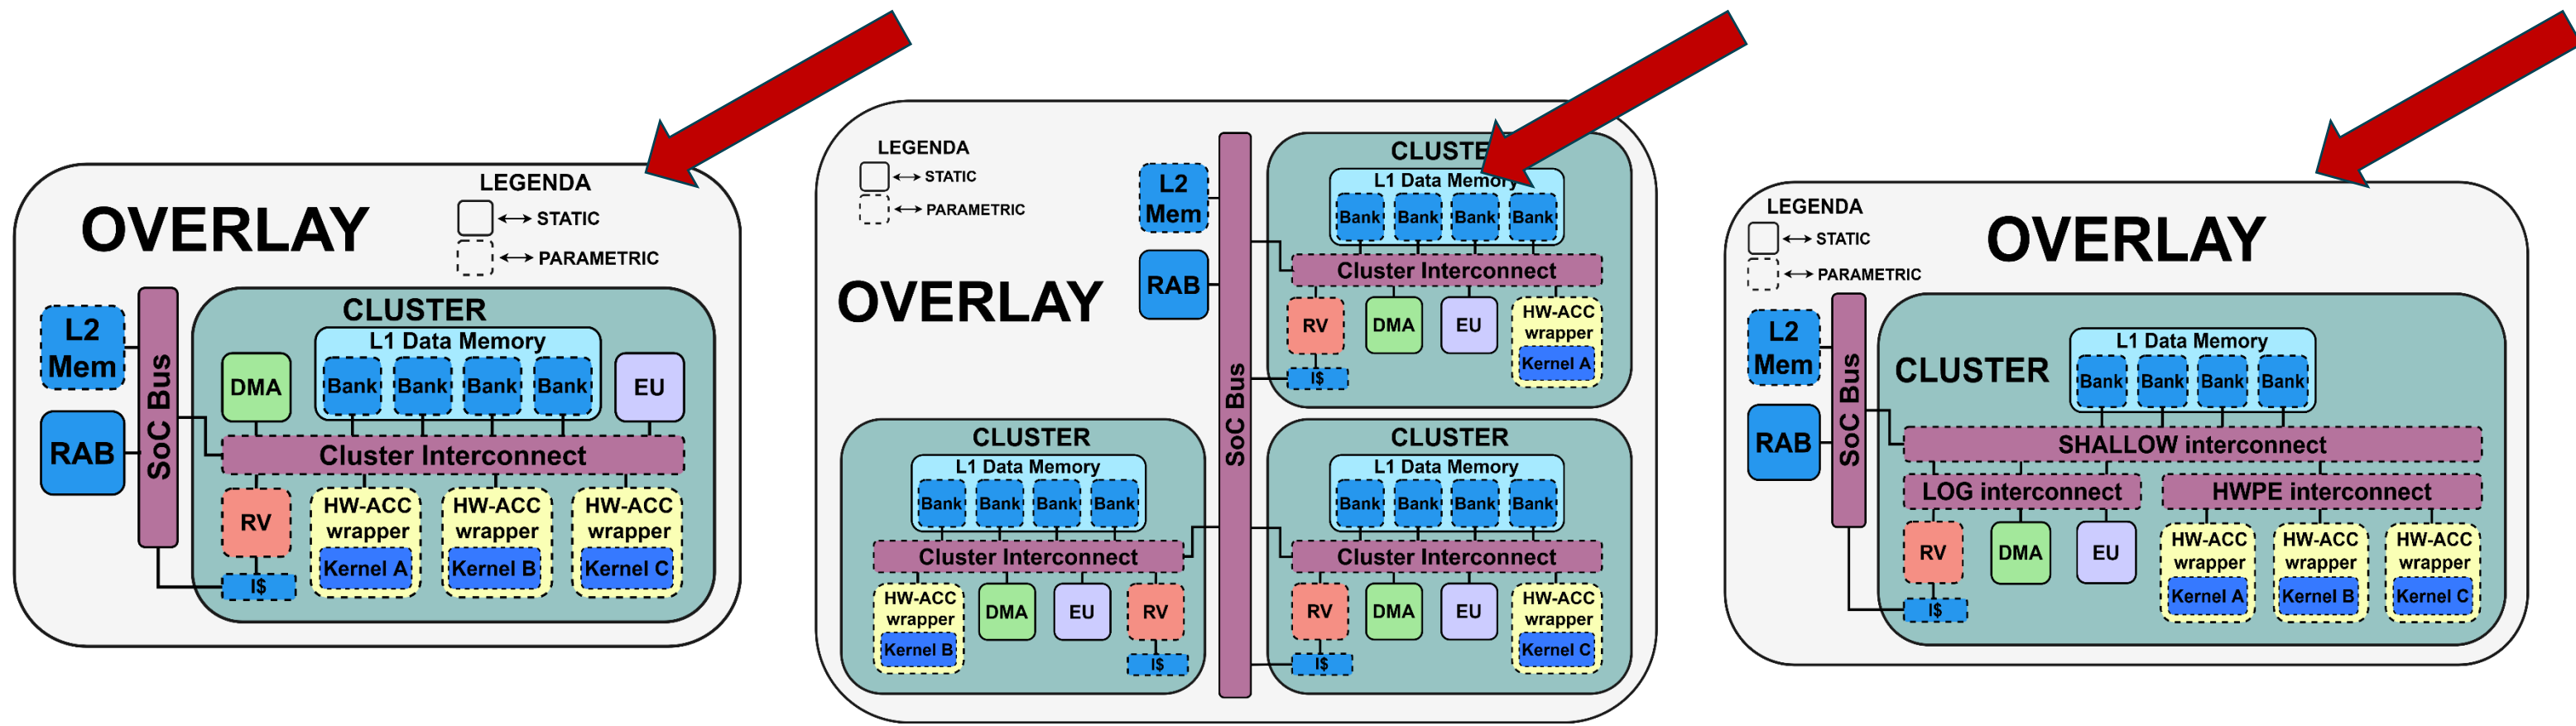 LEGENDA
STATIC
PARAMETRIC
OVERLAY
L2
Mem
RAB
SoC Bus
CLUSTER
L1 Data Memory
DMA
Bank
Bank
Bank
Bank
EU
Cluster Interconnect
RV
I$
HW-ACC
wrapper
Kernel A
HW-ACC
wrapper
Kernel B
HW-ACC
wrapper
Kernel C
LEGENDA
STATIC
PARAMETRIC
OVERLAY
L2
Mem
RAB
SoC Bus
L1 Data Memory
Bank
Bank
Bank
Bank
Cluster Interconnect
RV
DMA
EU
HW-ACC
wrapper
Kernel A
I$
CLUSTER
L1 Data Memory
Bank
Bank
Bank
Bank
Cluster Interconnect
HW-ACC
wrapper
Kernel B
DMA
EU
RV
I$
CLUSTER
L1 Data Memory
Bank
Bank
Bank
Bank
Cluster Interconnect
RV
DMA
EU
HW-ACC
wrapper
Kernel C
I$
LEGENDA
STATIC
PARAMETRIC
OVERLAY
L2
Mem
RAB
SoC Bus
CLUSTER
L1 Data Memory
Bank
Bank
Bank
Bank
SHALLOW interconnect
LOG interconnect
HWPE interconnect
RV
DMA
EU
I$
HW-ACC
wrapper
Kernel A
HW-ACC
wrapper
Kernel B
HW-ACC
wrapper
Kernel C